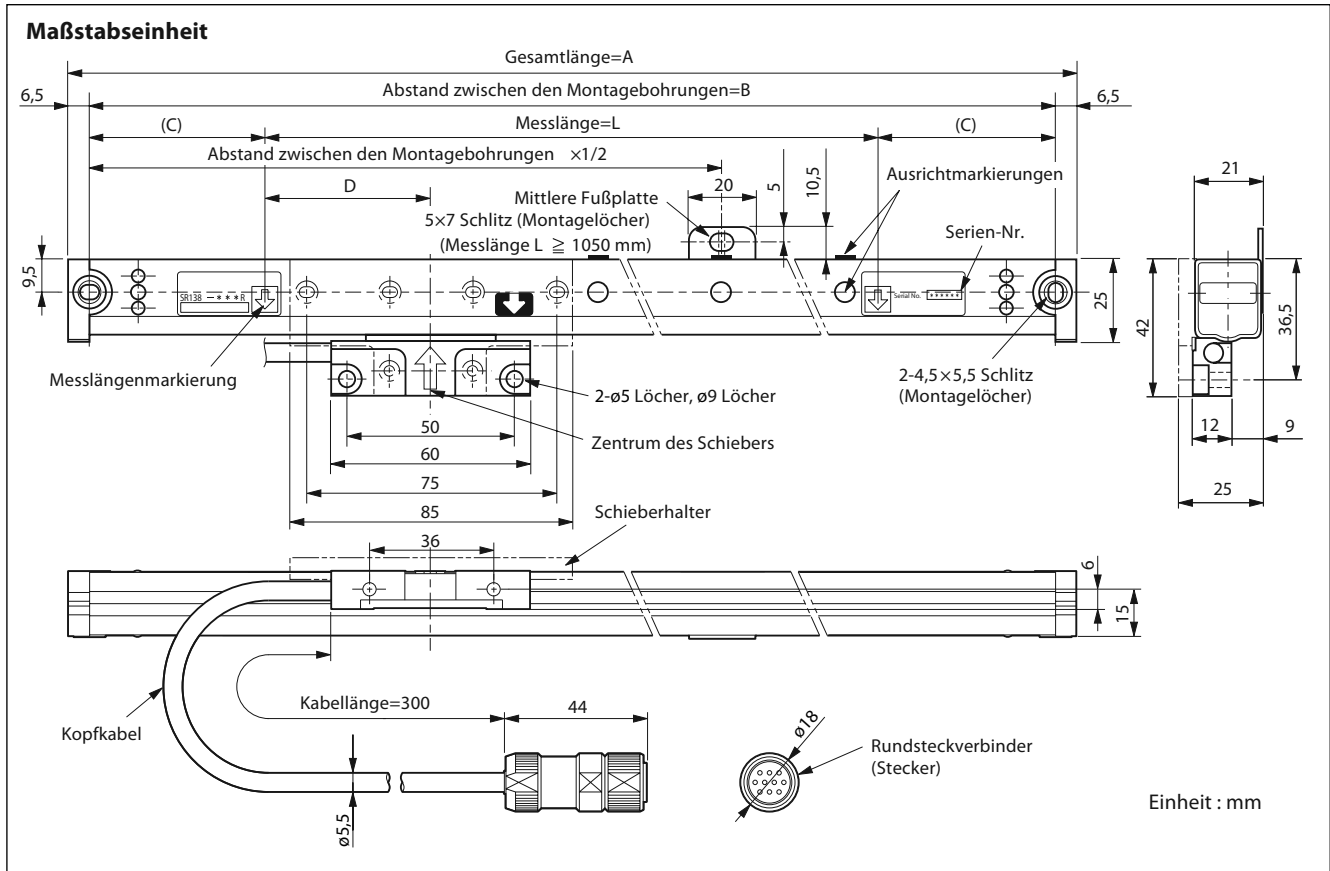 Maßstabseinheit
Gesamtlänge=A
6,5
Abstand zwischen den Montagebohrungen=B
6,5
(C)
Messlänge=L
(C)
Abstand zwischen den Montagebohrungen ×1/2
D
Mittlere Fußplatte
5×7 Schlitz (Montagelöcher)
(Messlänge L ≧ 1050 mm)
20
5
10,5
Ausrichtmarkierungen
Serien-Nr.
21
9,5
SR138 －＊＊＊R
Serial No.
******
25
42
36,5
Messlängenmarkierung
2-ø5 Löcher, ø9 Löcher
2-4,5×5,5 Schlitz
(Montagelöcher)
50
Zentrum des Schiebers
12
9
60
75
25
85
Schieberhalter
36
6
15
Kabellänge=300
44
Kopfkabel
ø18
Rundsteckverbinder
(Stecker)
ø5,5
Einheit : mm